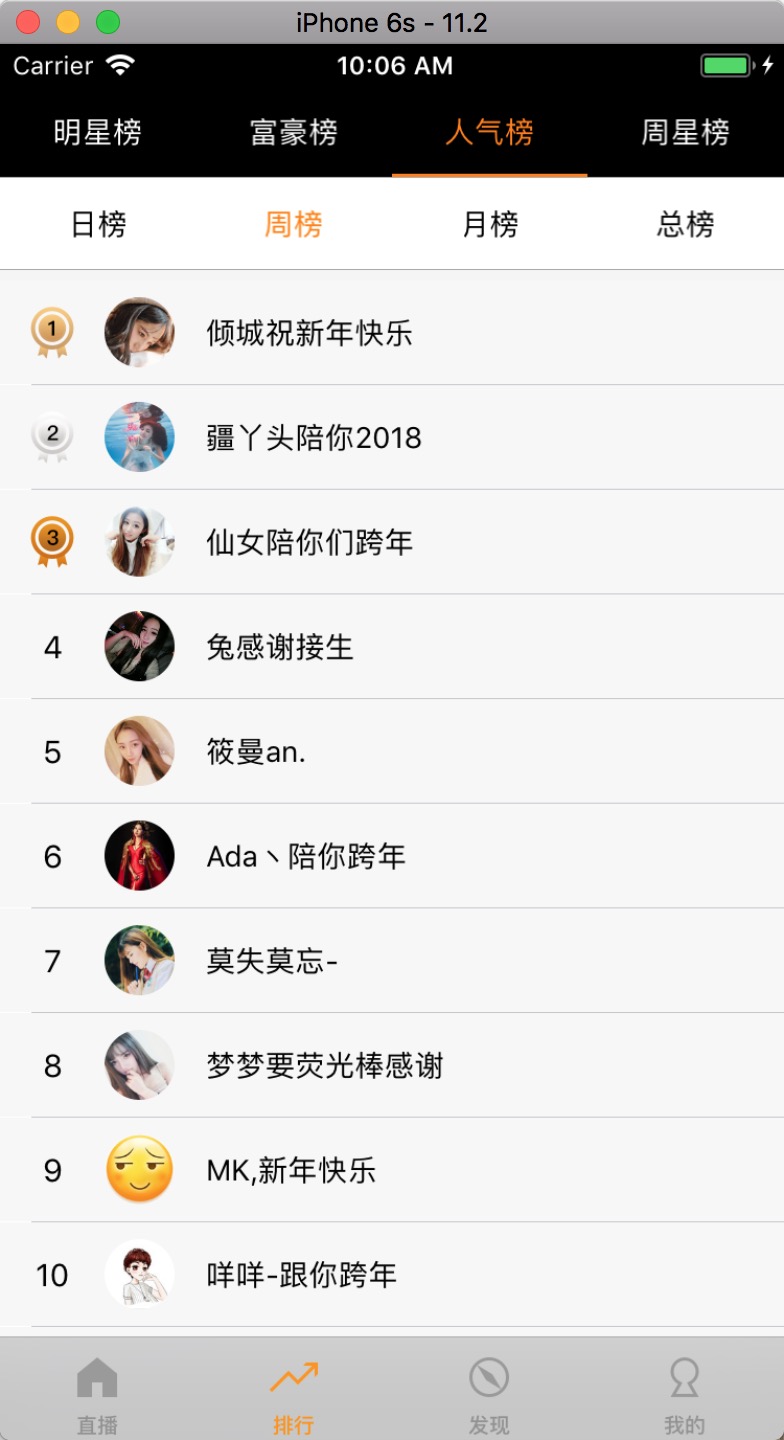 iPhone 6s - 11.2
Carrier 10:06 AM
明星榜 富豪榜 人气榜 周星榜
日榜 周榜 月榜 总榜
1 倾城祝新年快乐
2 疆丫头陪你2018
3 仙女陪你们跨年
4 兔感谢接生
5 筱曼an.
6 Ada丶陪你跨年
7 莫失莫忘-
8 梦梦要荧光棒感谢
9 MK,新年快乐
10 咩咩-跟你跨年
直播 排行 发现 我的